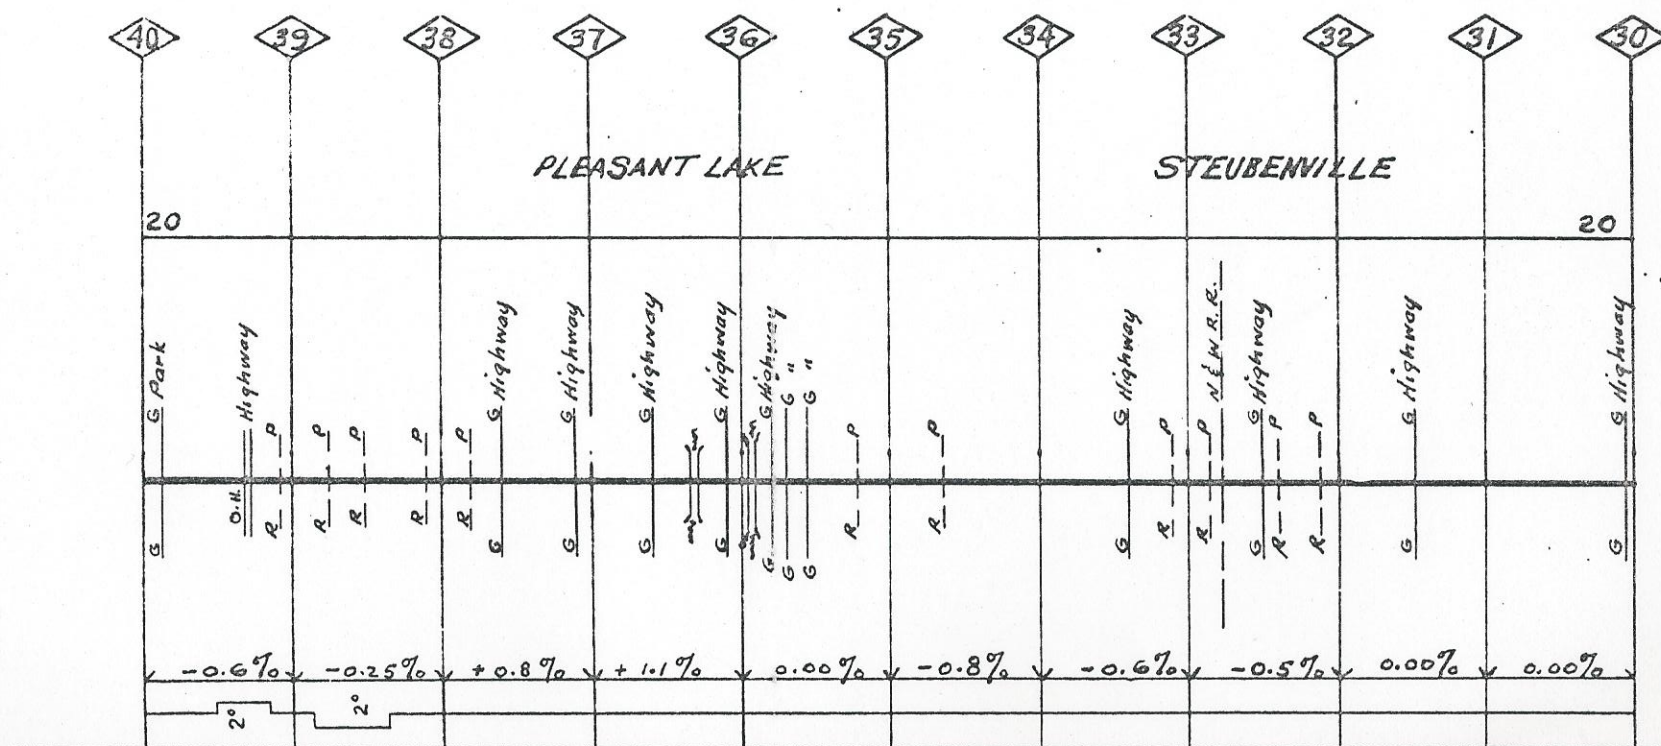 40 39 38 37 36 35 34 33 32 31 30
PLEASANT LAKE STEUBENVILLE
20 20
G Park
Highway
P P P P P
G Highway
G Highway
G Highway
G Highway
G Highway
G "
G "
P P
G Highway
P P
N & W R.R.
G Highway
P P
G Highway
G Highway
G O.H. R R R R R G G G G G G G R R G R R G R R G G
-0.6% -0.25% +0.8% +1.1% 0.00% -0.8% -0.6% -0.5% 0.00% 0.00%
2° 2°